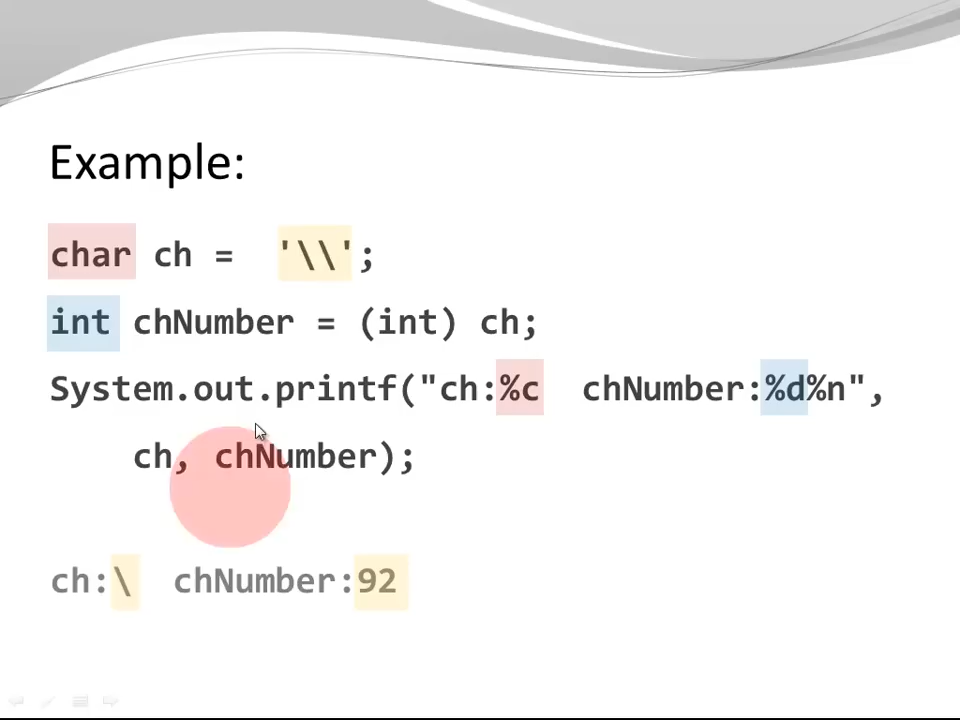 Example:
char ch =  '\\';
int chNumber = (int) ch;
System.out.printf("ch:%c  chNumber:%d%n",
    ch, chNumber);
ch:\  chNumber:92